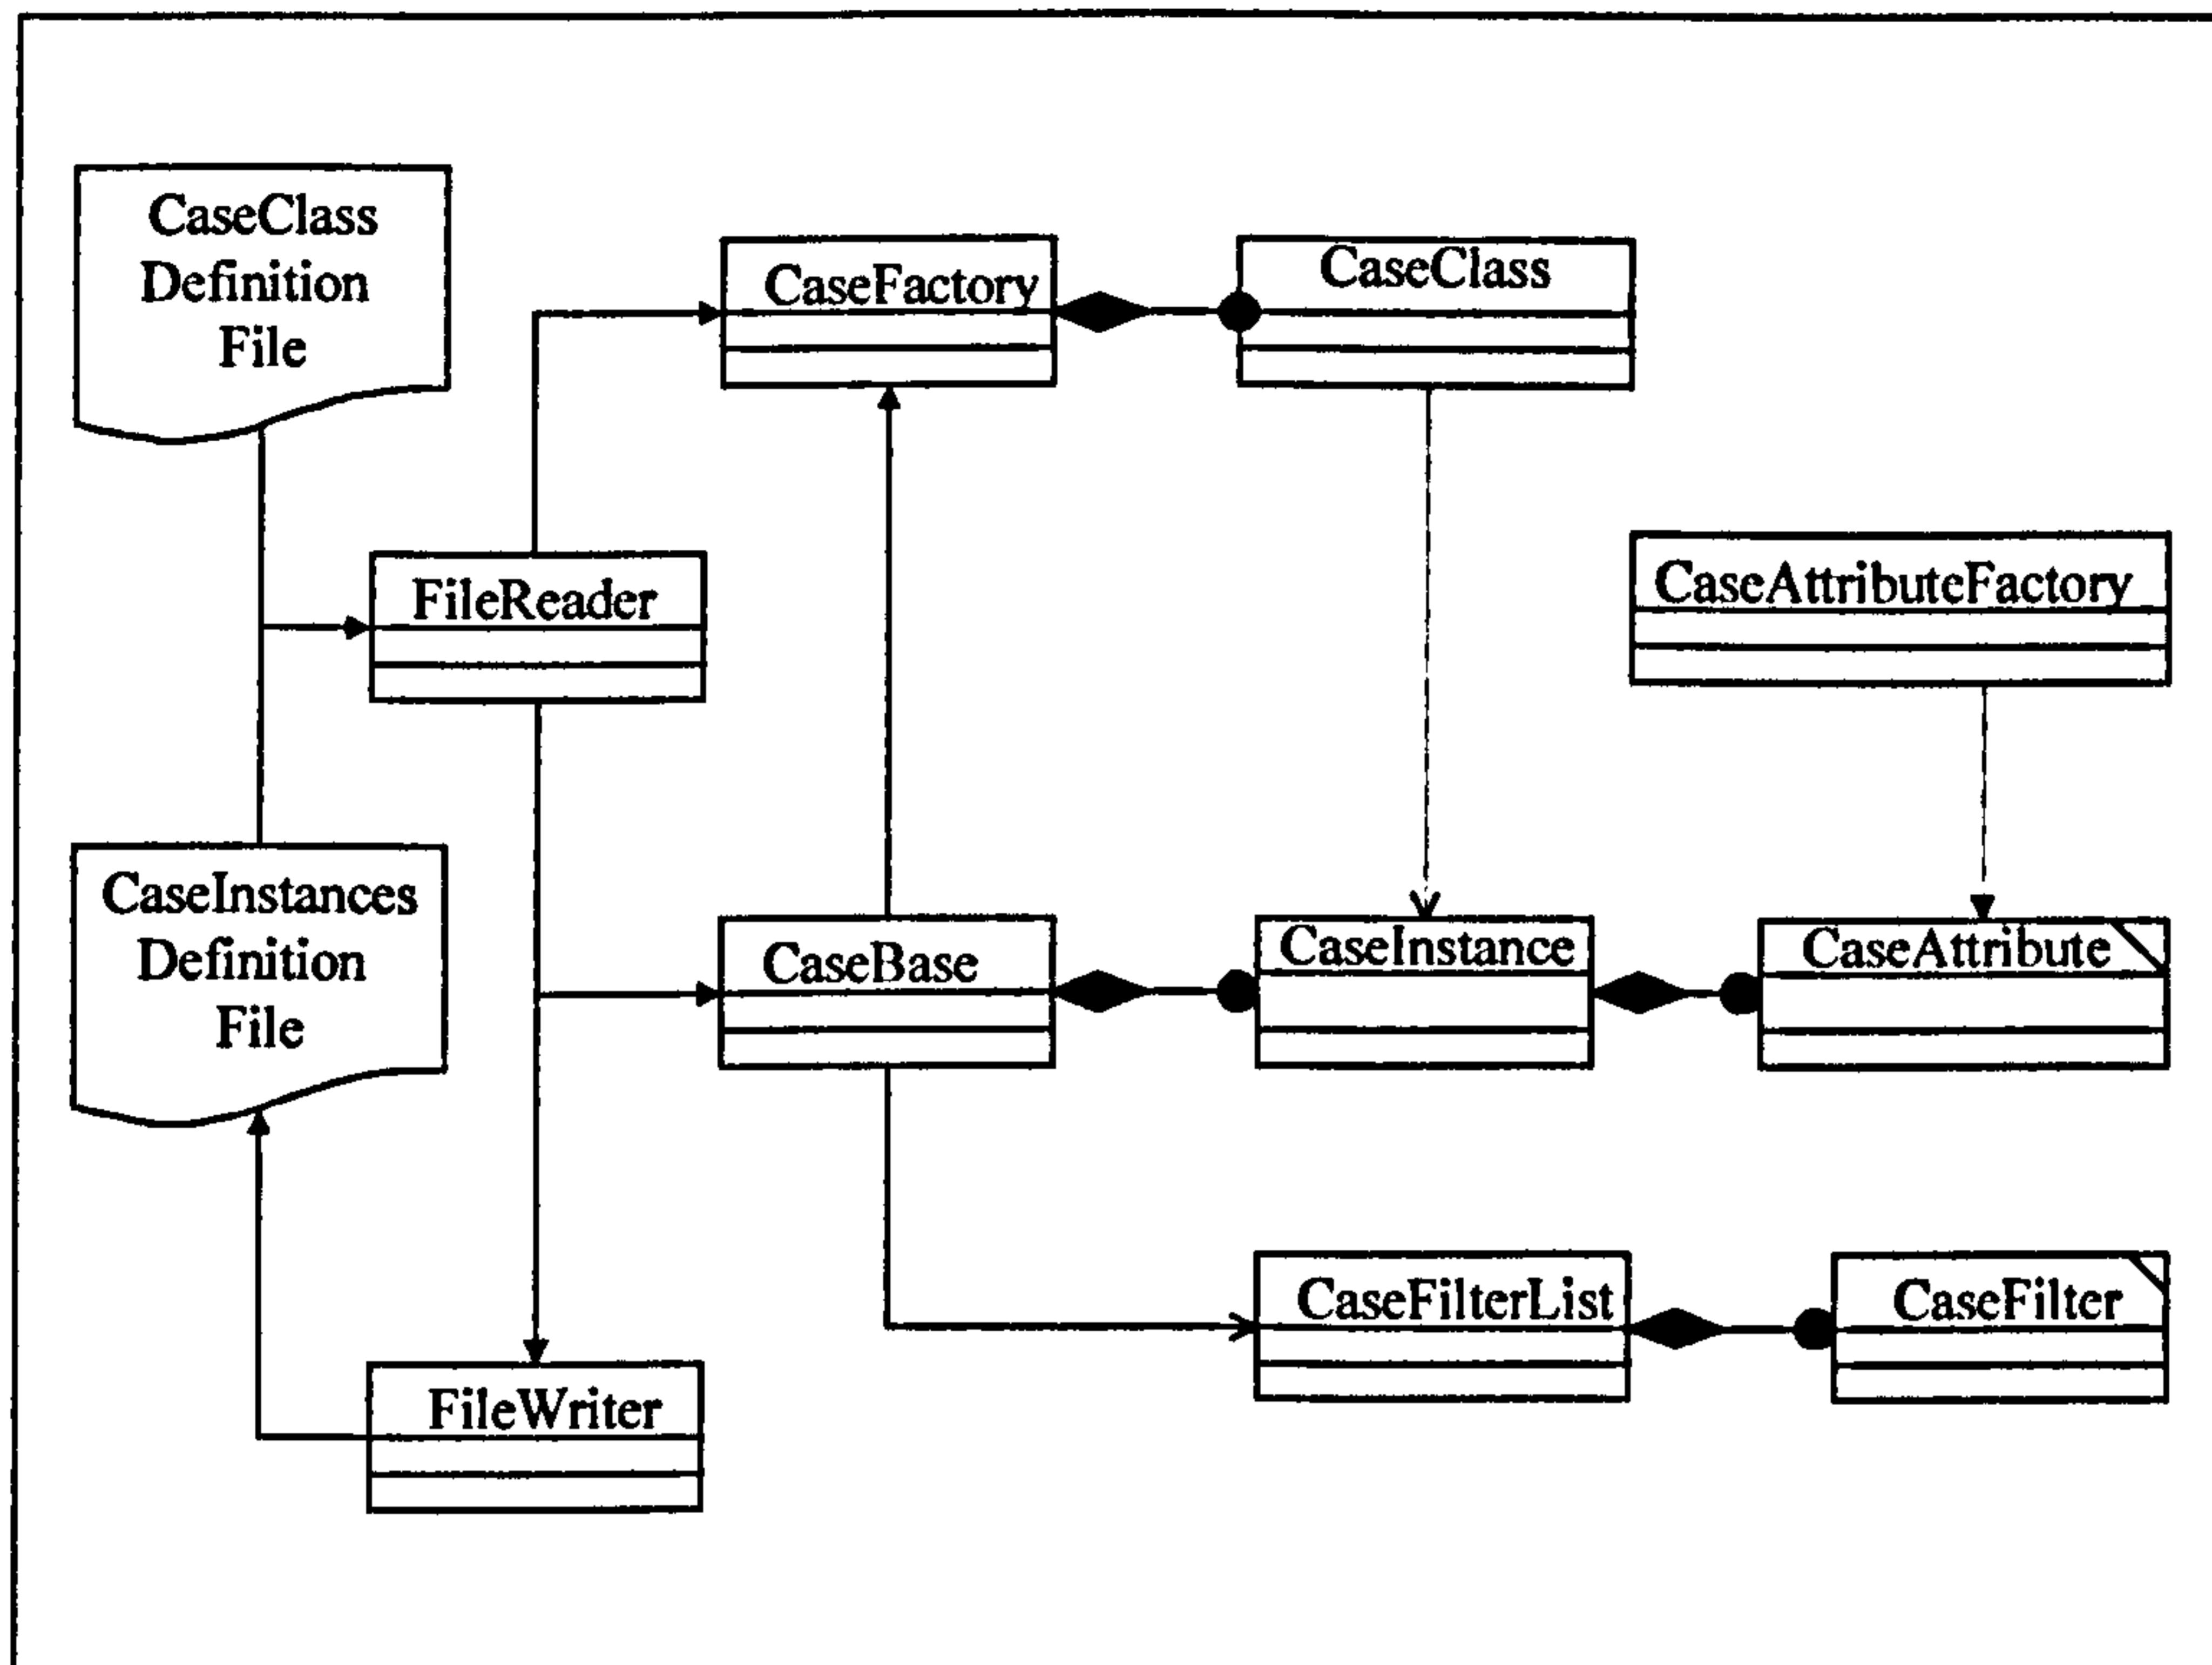 CaseClass
Definition
File
CaseFactory
CaseClass
FileReader
CaseAttributeFactory
CaseInstances
Definition
File
CaseBase
CaseInstance
CaseAttribute
CaseFilterList
CaseFilter
FileWriter